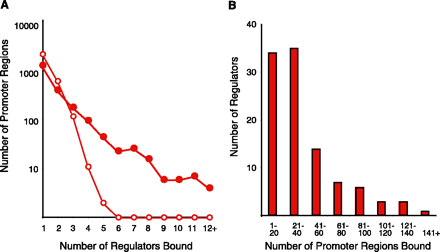 A
Number of Promoter Regions
10000
1000
100
10
1 2 3 4 5 6 7 8 9 10 11 12+
Number of Regulators Bound
B
Number of Regulators
40
30
20
10
0
1- 21- 41- 61- 81- 101- 121- 141+
20 40 60 80 100 120 140
Number of Promoter Regions Bound